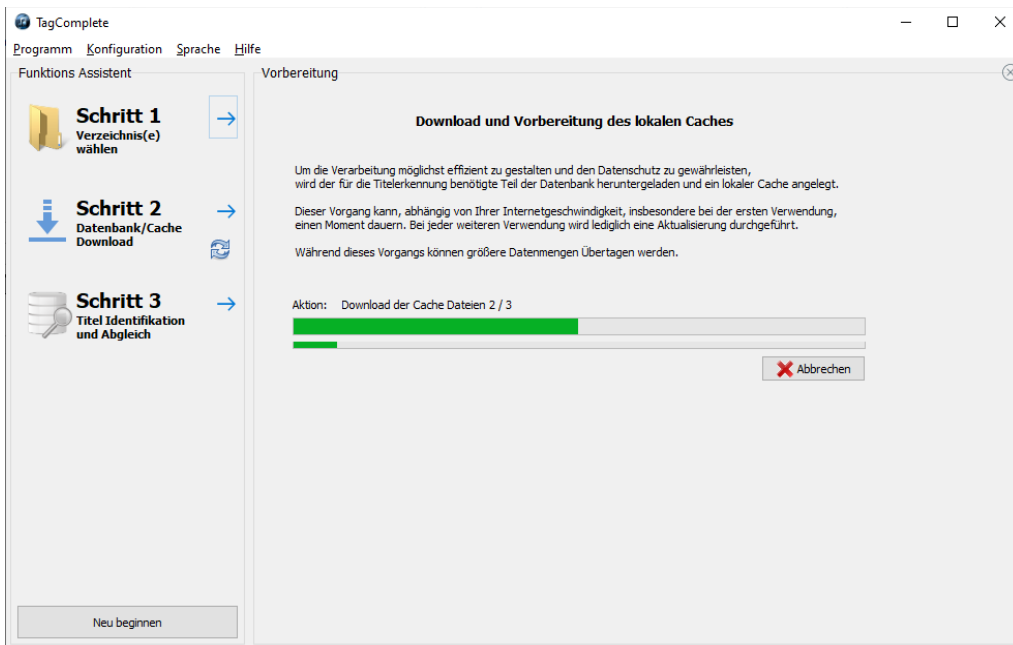 TagComplete
Programm Konfiguration Sprache Hilfe
Funktions Assistent
Schritt 1
Verzeichnis(e)
wählen
Schritt 2
Datenbank/Cache
Download
Schritt 3
Titel Identifikation
und Abgleich
Neu beginnen
Vorbereitung
Download und Vorbereitung des lokalen Caches
Um die Verarbeitung möglichst effizient zu gestalten und den Datenschutz zu gewährleisten,
wird der für die Titelerkennung benötigte Teil der Datenbank heruntergeladen und ein lokaler Cache angelegt.
Dieser Vorgang kann, abhängig von Ihrer Internetgeschwindigkeit, insbesondere bei der ersten Verwendung,
einen Moment dauern. Bei jeder weiteren Verwendung wird lediglich eine Aktualisierung durchgeführt.
Während dieses Vorgangs können größere Datenmengen Übertagen werden.
Aktion: Download der Cache Dateien 2 / 3
Abbrechen